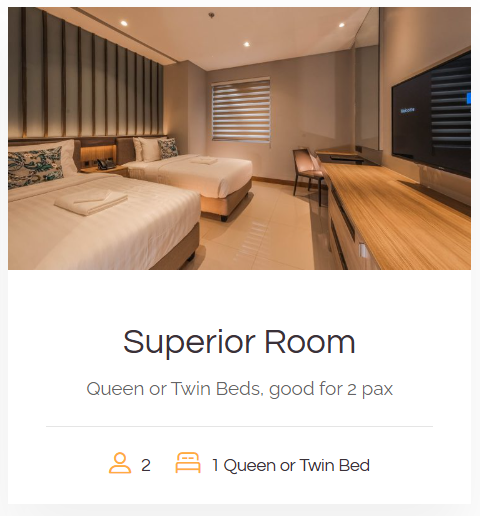 Superior Room
Queen or Twin Beds, good for 2 pax
2
1 Queen or Twin Bed